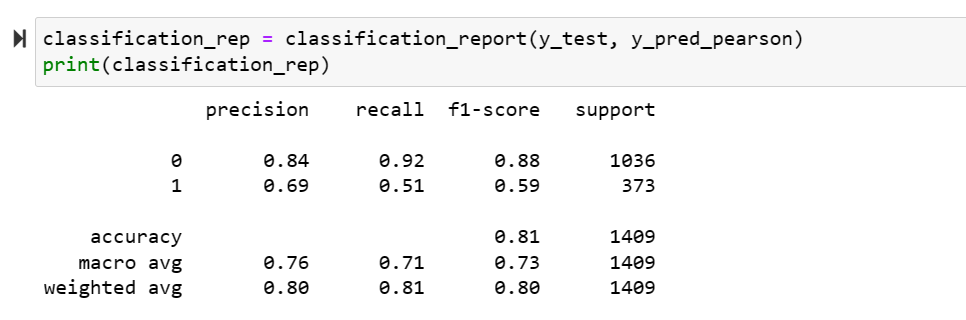 classification_rep = classification_report(y_test, y_pred_pearson)
print(classification_rep)
precision recall f1-score support
0 0.84 0.92 0.88 1036
1 0.69 0.51 0.59 373
accuracy 0.81 1409
macro avg 0.76 0.71 0.73 1409
weighted avg 0.80 0.81 0.80 1409